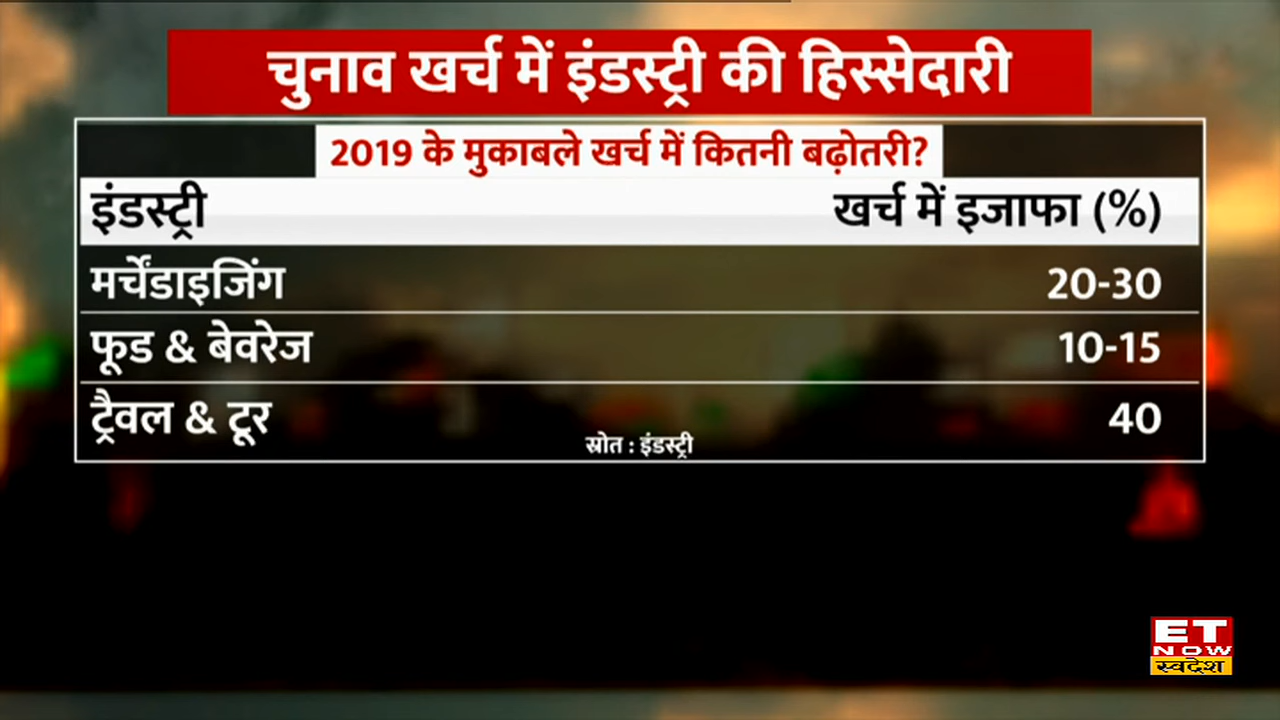 चुनाव खर्च में इंडस्ट्री की हिस्सेदारी
2019 के मुकाबले खर्च में कितनी बढ़ोतरी?
इंडस्ट्री खर्च में इजाफा (%)
मर्चेंडाइजिंग 20-30
फूड & बेवरेज 10-15
ट्रैवल & टूर 40
स्रोत : इंडस्ट्री
ET
NOW
स्वदेश